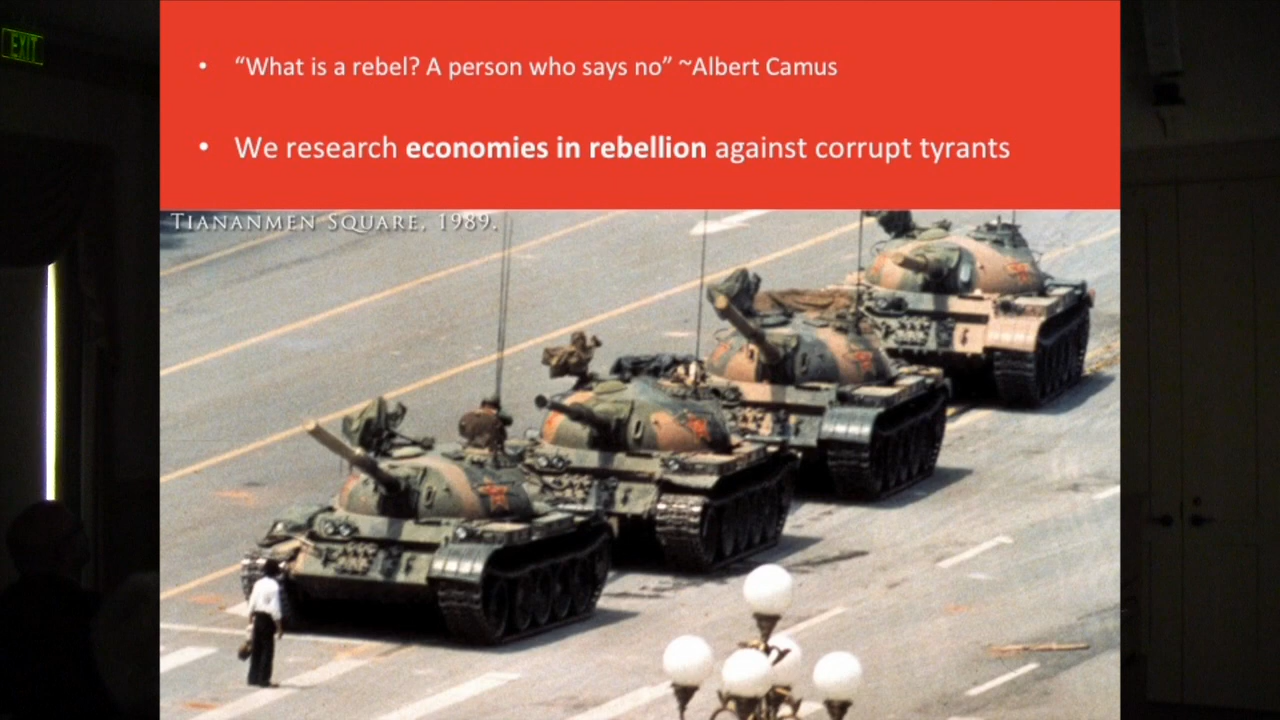 EXIT
• “What is a rebel? A person who says no” ~Albert Camus
• We research economies in rebellion against corrupt tyrants
Tiananmen Square, 1989.